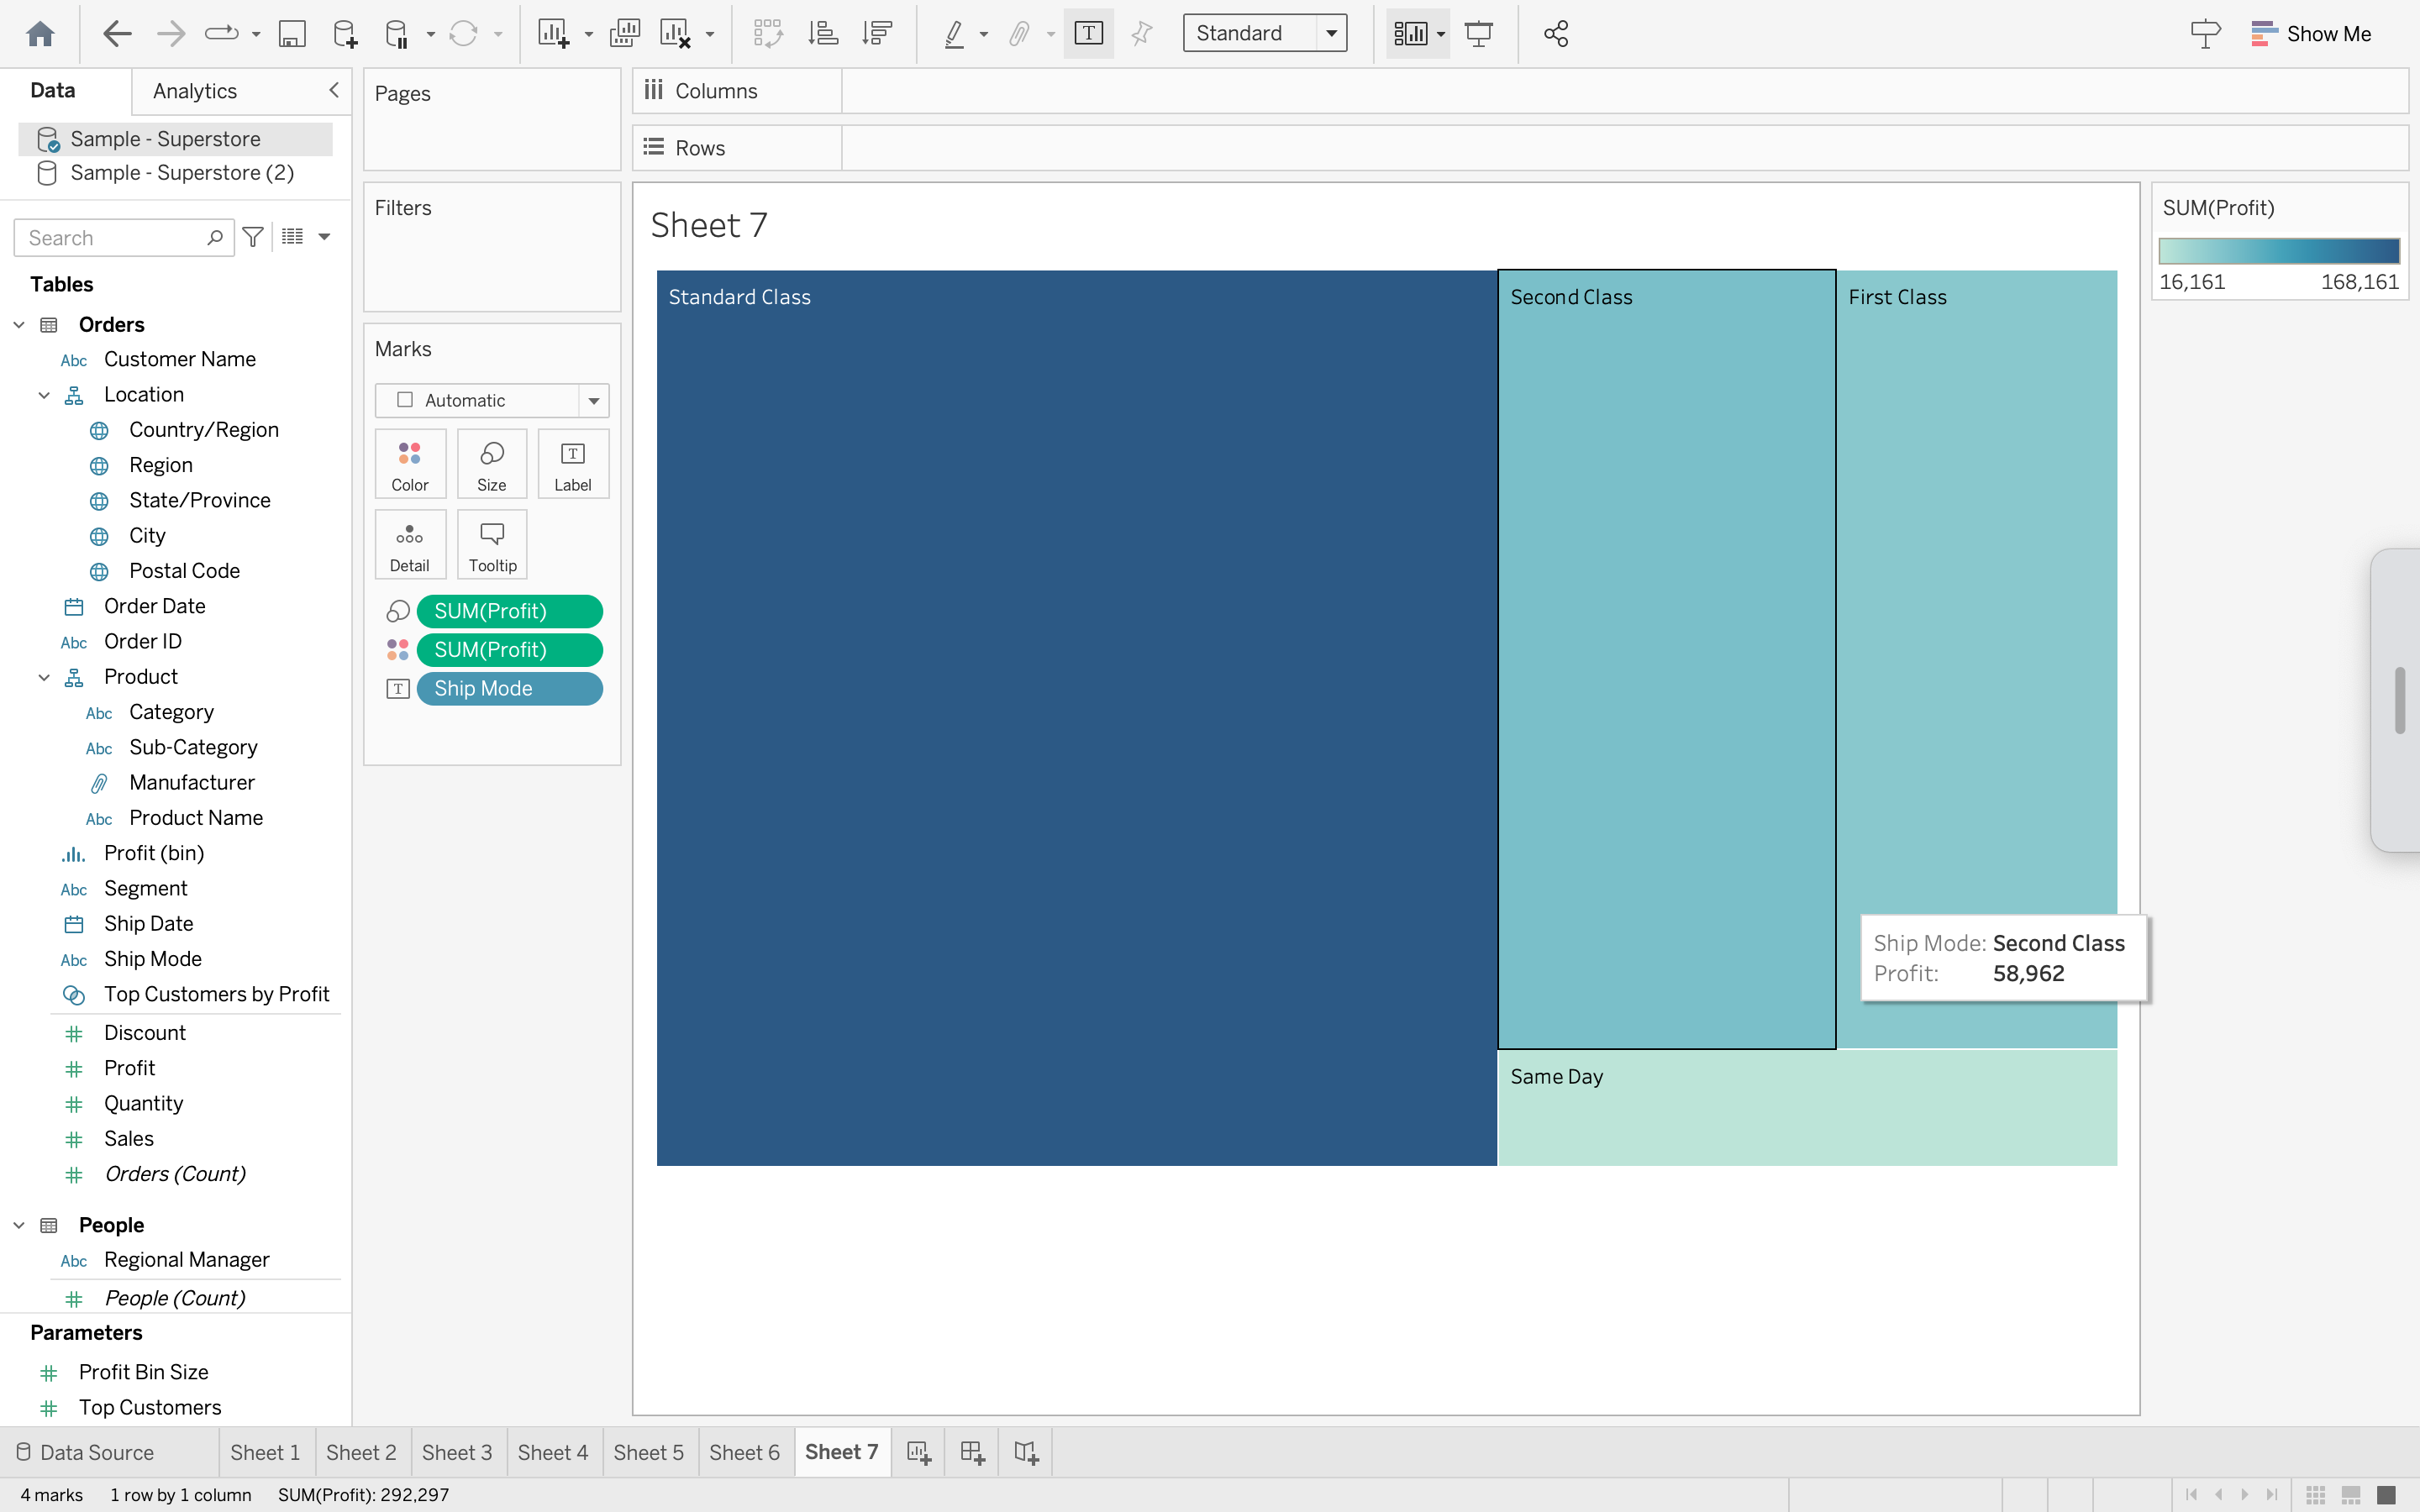 Standard
Show Me
Data
Analytics
Sample - Superstore
Sample - Superstore (2)
Search
Tables
Orders
Abc Customer Name
Location
Country/Region
Region
State/Province
City
Postal Code
Order Date
Abc Order ID
Product
Abc Category
Abc Sub-Category
Manufacturer
Abc Product Name
Profit (bin)
Abc Segment
Ship Date
Abc Ship Mode
Top Customers by Profit
Discount
Profit
Quantity
Sales
Orders (Count)
People
Abc Regional Manager
People (Count)
Parameters
Profit Bin Size
Top Customers
Pages
Filters
Marks
Automatic
Color Size Label
Detail Tooltip
SUM(Profit)
SUM(Profit)
Ship Mode
Columns
Rows
Sheet 7
Standard Class
Second Class
First Class
Same Day
Ship Mode: Second Class
Profit: 58,962
SUM(Profit)
16,161 168,161
Data Source Sheet 1 Sheet 2 Sheet 3 Sheet 4 Sheet 5 Sheet 6 Sheet 7
4 marks 1 row by 1 column SUM(Profit): 292,297